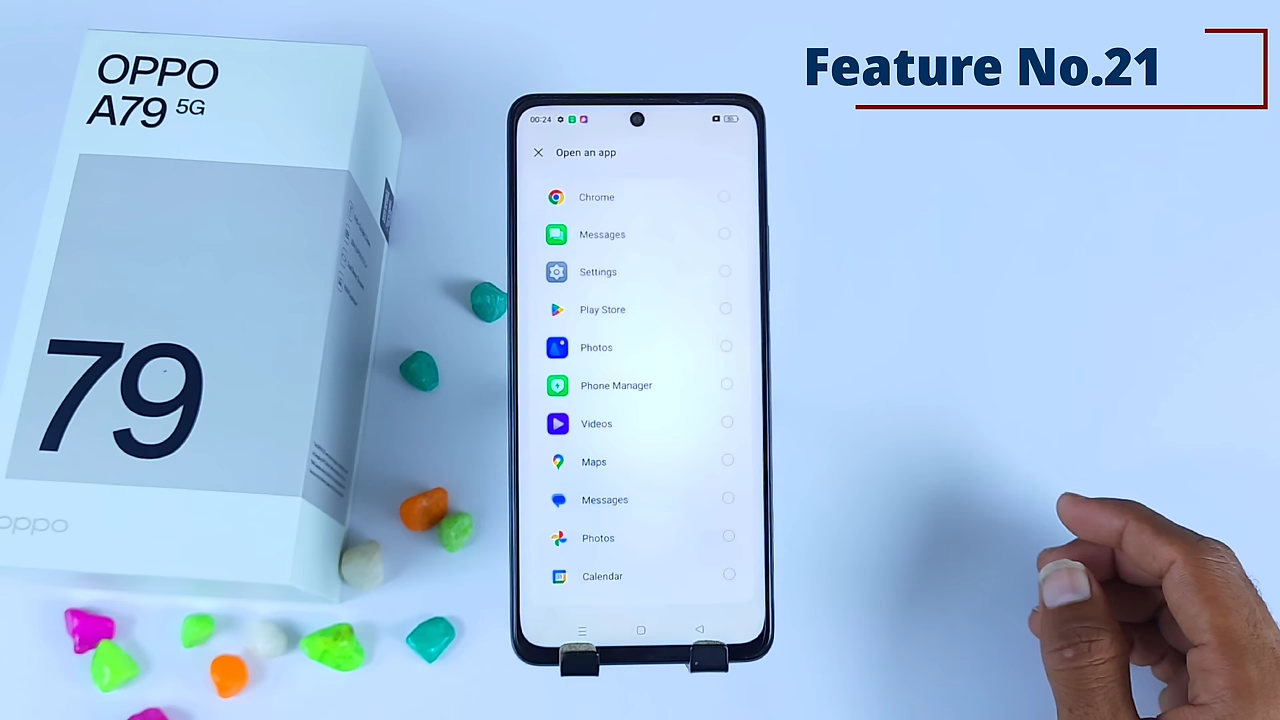 Feature No.21
OPPO
A79 5G
79
oppo
00:24
Open an app
Chrome
Messages
Settings
Play Store
Photos
Phone Manager
Videos
Maps
Messages
Photos
Calendar